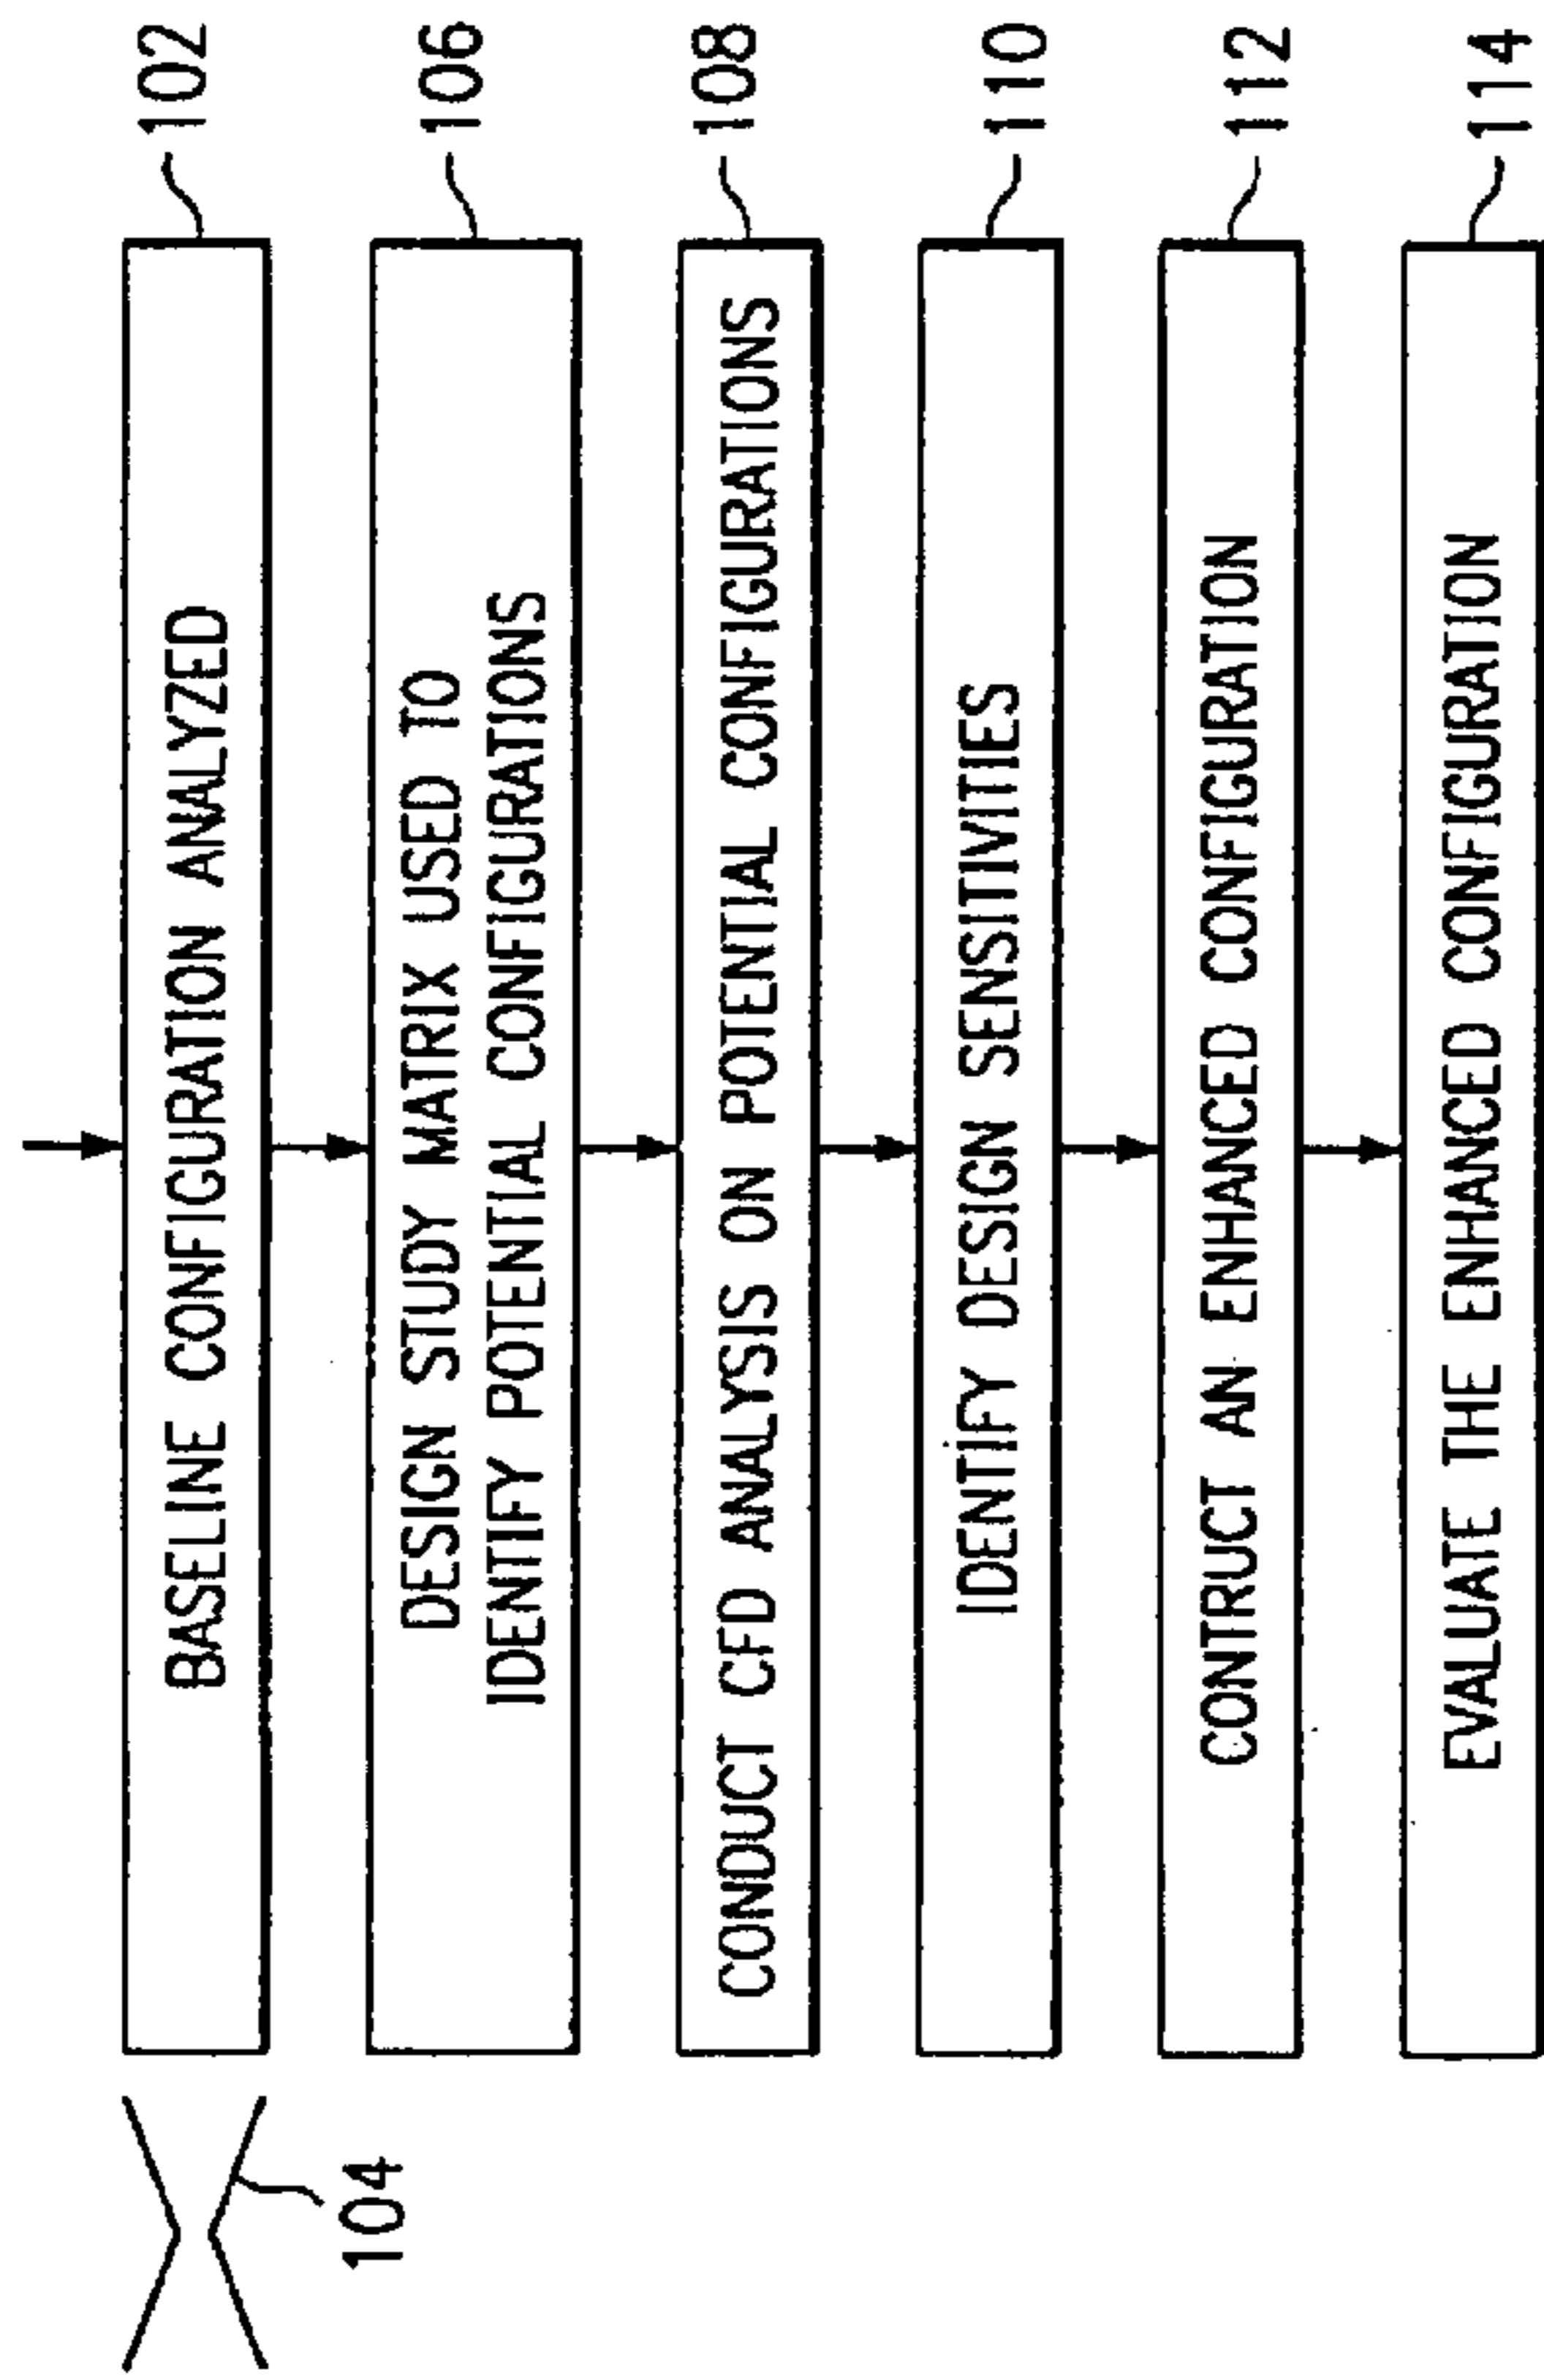 BASELINE CONFIGURATION ANALYZED
102
104
DESIGN STUDY MATRIX USED TO
IDENTIFY POTENTIAL CONFIGURATIONS
106
CONDUCT CFD ANALYSIS ON POTENTIAL CONFIGURATIONS
108
IDENTIFY DESIGN SENSITIVITIES
110
CONTRUCT AN ENHANCED CONFIGURATION
112
EVALUATE THE ENHANCED CONFIGURATION
114